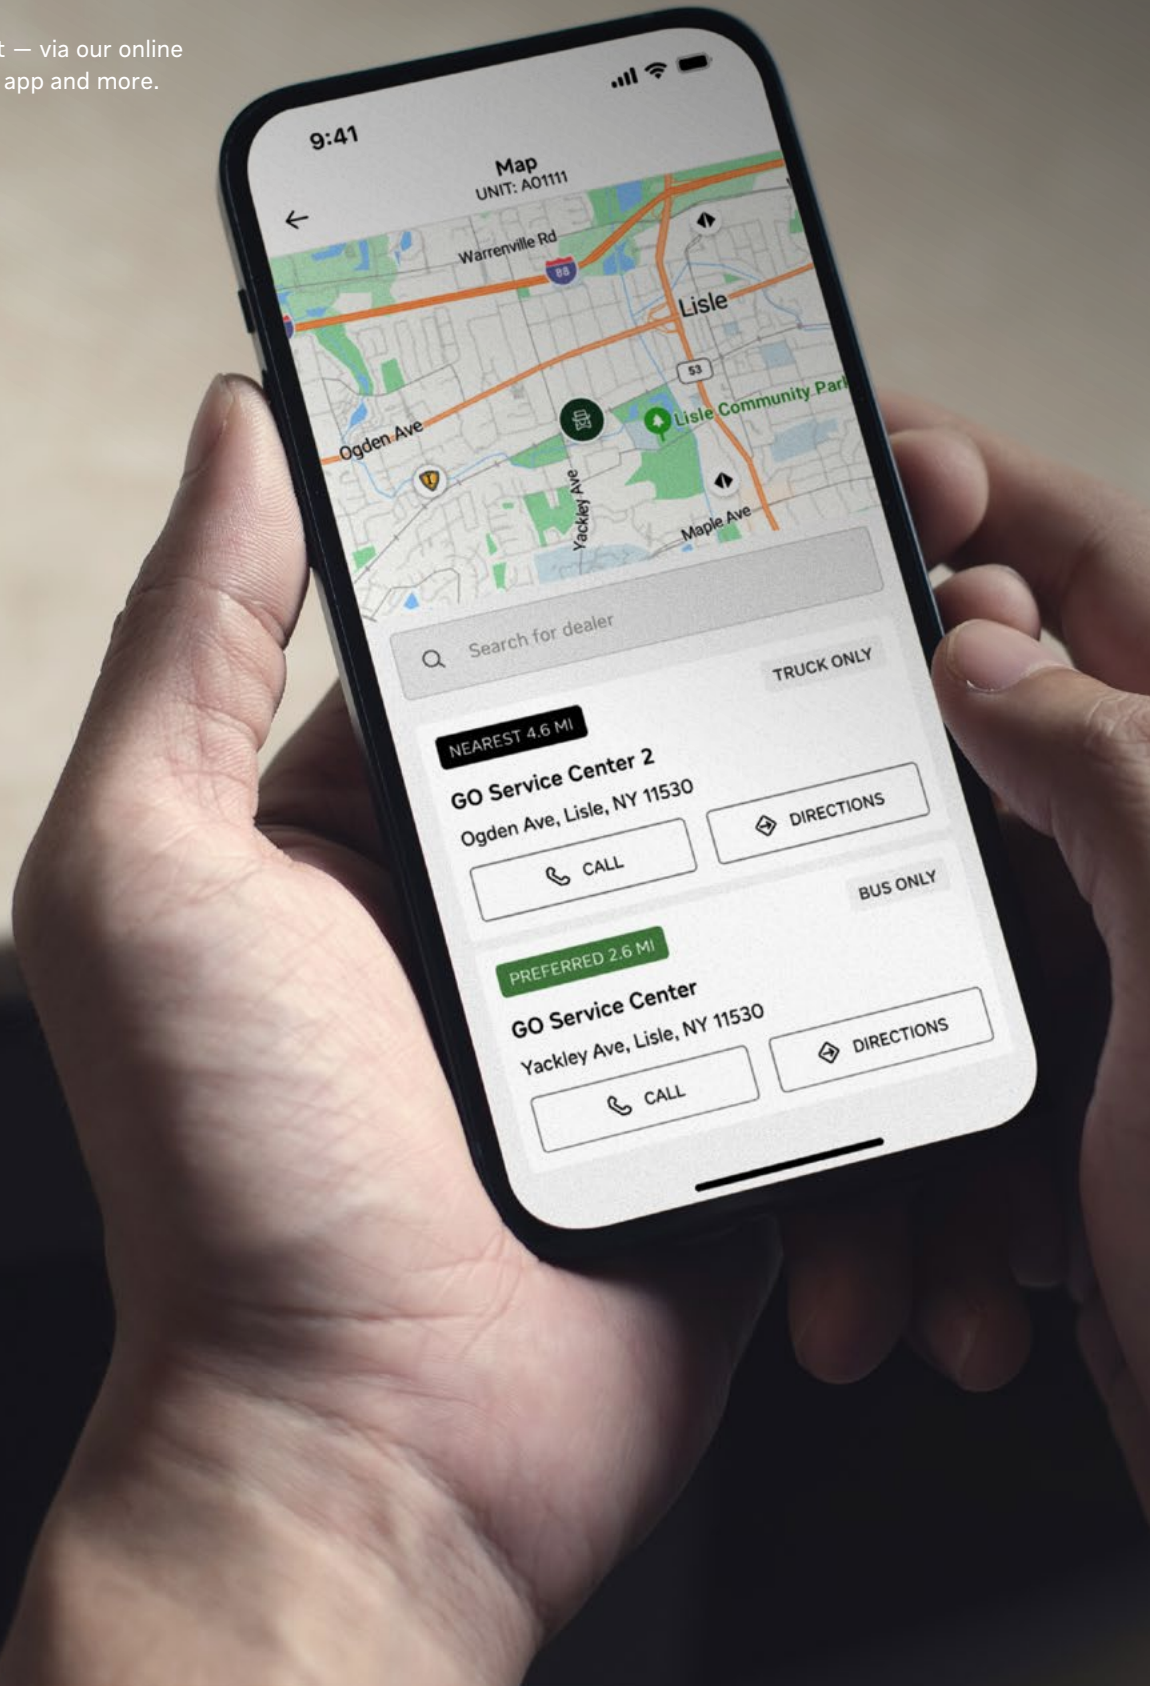 t — via our online
app and more.
9:41
Map
UNIT: A01111
Warrenville Rd
88
Lisle
53
Lisle Community Park
Ogden Ave
Yackley Ave
Maple Ave
Search for dealer
TRUCK ONLY
NEAREST 4.6 MI
GO Service Center 2
Ogden Ave, Lisle, NY 11530
CALL
DIRECTIONS
BUS ONLY
PREFERRED 2.6 MI
GO Service Center
Yackley Ave, Lisle, NY 11530
CALL
DIRECTIONS